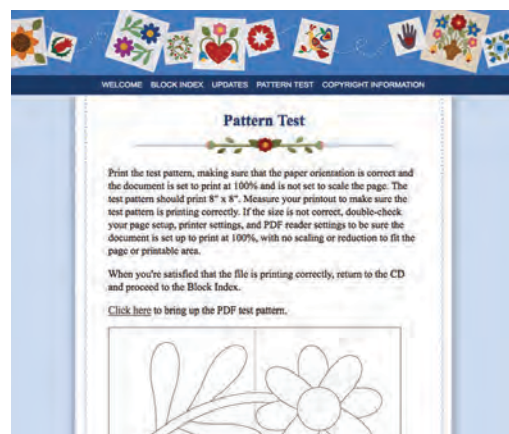 WELCOME BLOCK INDEX UPDATES PATTERN TEST COPYRIGHT INFORMATION
Pattern Test
Print the test pattern, making sure that the paper orientation is correct and
the document is set to print at 100% and is not set to scale the page. The
test pattern should print 8" x 8". Measure your printout to make sure the
test pattern is printing correctly. If the size is not correct, double-check
your page setup, printer settings, and PDF reader settings to be sure the
document is set up to print at 100%, with no scaling or reduction to fit the
page or printable area.
When you're satisfied that the file is printing correctly, return to the CD
and proceed to the Block Index.
Click here to bring up the PDF test pattern.